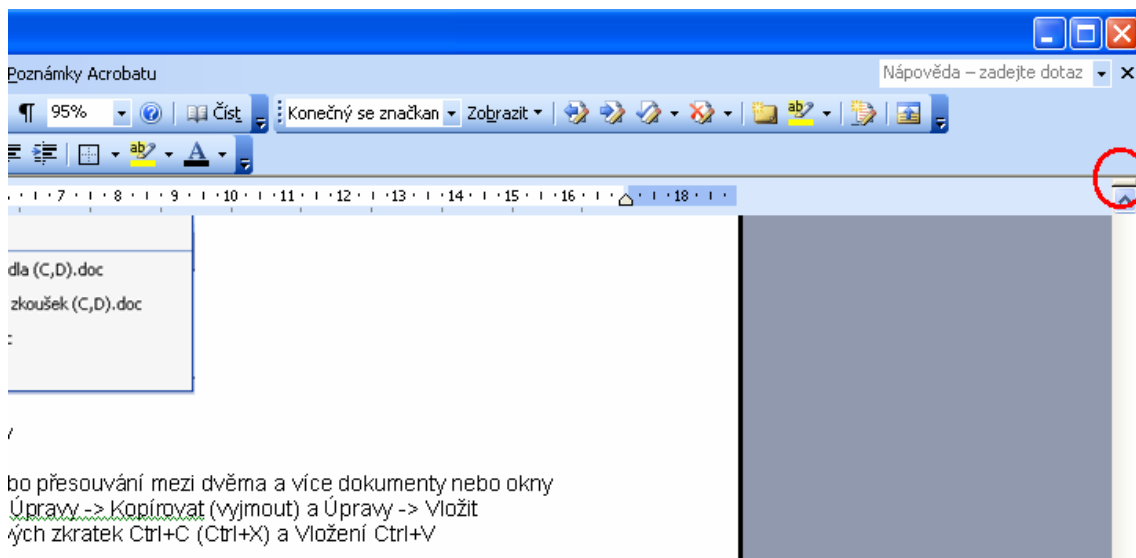 Poznámky Acrobatu
Nápověda – zadejte dotaz
¶ 95% Číst Konečný se značkan Zobrazit
7 8 9 10 11 12 13 14 15 16 18
dla (C,D).doc
zkoušek (C,D).doc
bo přesouvání mezi dvěma a více dokumenty nebo okny
Úpravy -> Kopírovat (vyjmout) a Úpravy -> Vložit
ých zkratek Ctrl+C (Ctrl+X) a Vložení Ctrl+V